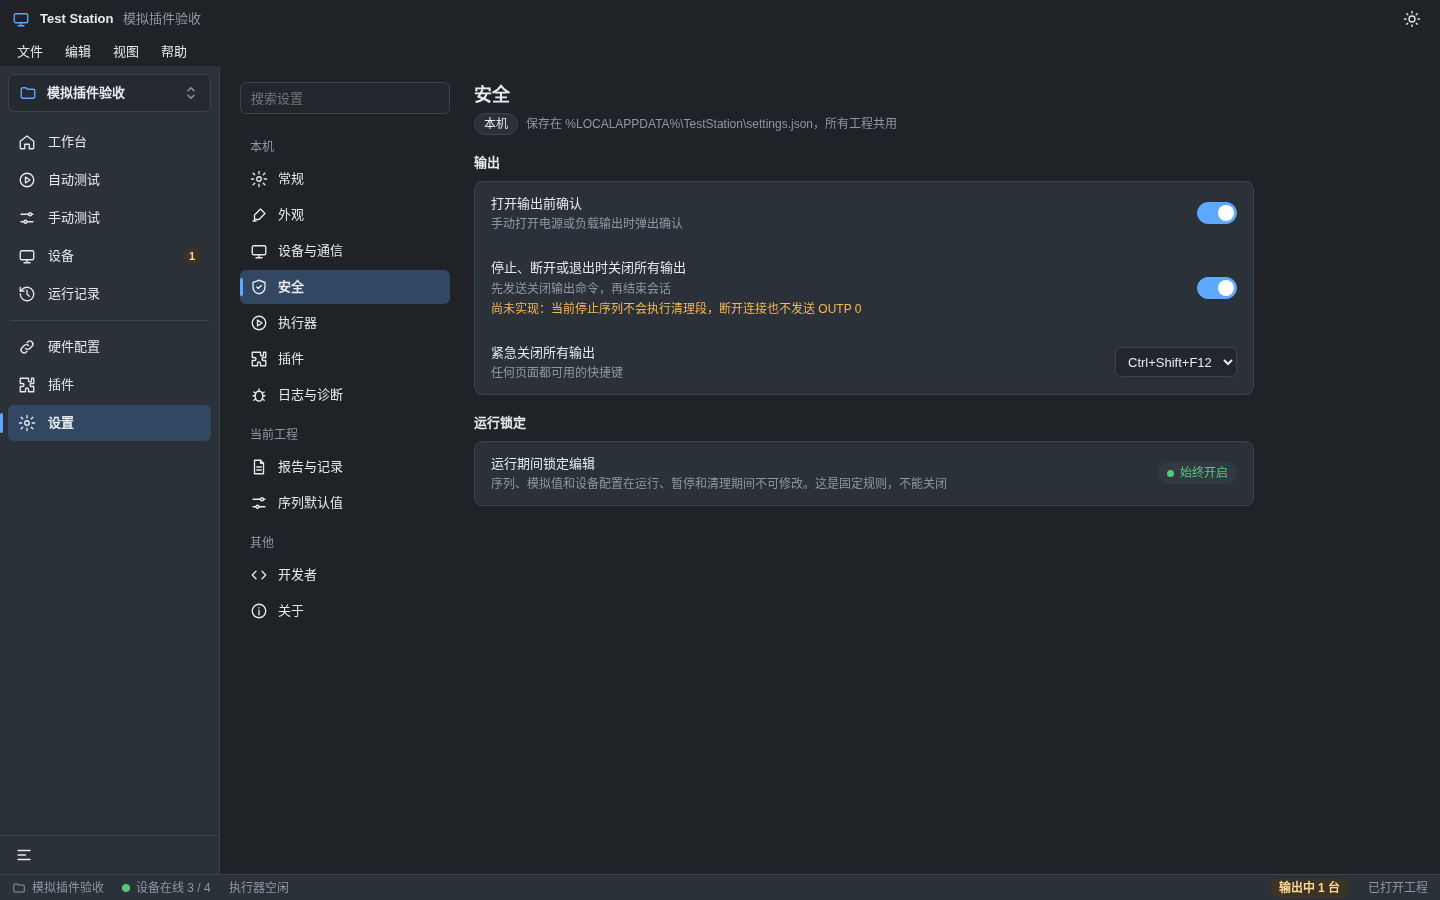 Test Station 模拟插件验收
文件 编辑 视图 帮助
模拟插件验收
工作台
自动测试
手动测试
设备 1
运行记录
硬件配置
插件
设置
搜索设置
本机
常规
外观
设备与通信
安全
执行器
插件
日志与诊断
当前工程
报告与记录
序列默认值
其他
开发者
关于
安全
本机 保存在 %LOCALAPPDATA%\TestStation\settings.json，所有工程共用
输出
打开输出前确认
手动打开电源或负载输出时弹出确认
停止、断开或退出时关闭所有输出
先发送关闭输出命令，再结束会话
尚未实现：当前停止序列不会执行清理段，断开连接也不发送 OUTP 0
紧急关闭所有输出
任何页面都可用的快捷键
Ctrl+Shift+F12
运行锁定
运行期间锁定编辑
序列、模拟值和设备配置在运行、暂停和清理期间不可修改。这是固定规则，不能关闭
始终开启
模拟插件验收 设备在线 3 / 4 执行器空闲 输出中 1 台 已打开工程